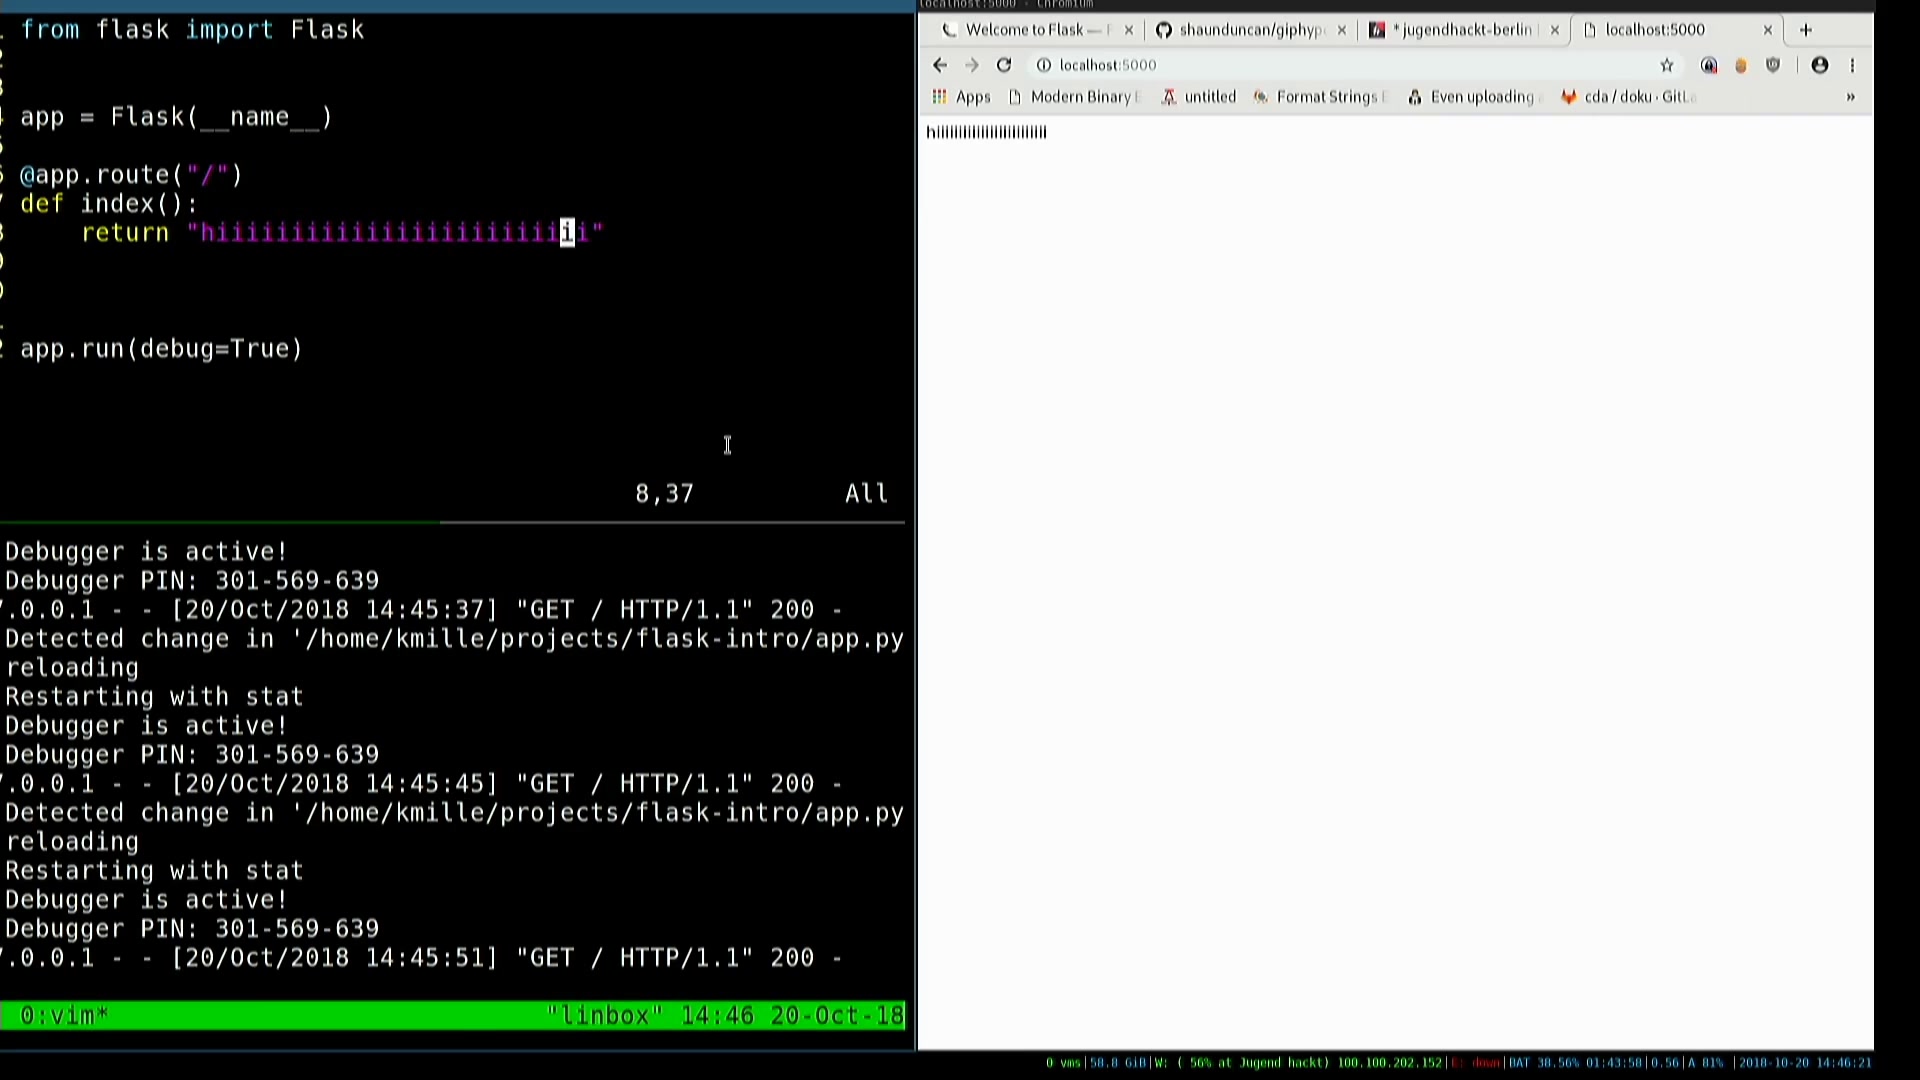 localhost:5000 - Chromium
from flask import Flask
app = Flask(__name__)
@app.route("/")
def index():
return "hiiiiiiiiiiiiiiiiiiiiiiiii"
app.run(debug=True)
8,37 All
Debugger is active!
Debugger PIN: 301-569-639
.0.0.1 - - [20/Oct/2018 14:45:37] "GET / HTTP/1.1" 200 -
Detected change in '/home/kmille/projects/flask-intro/app.py
reloading
Restarting with stat
Debugger is active!
Debugger PIN: 301-569-639
.0.0.1 - - [20/Oct/2018 14:45:45] "GET / HTTP/1.1" 200 -
Detected change in '/home/kmille/projects/flask-intro/app.py
reloading
Restarting with stat
Debugger is active!
Debugger PIN: 301-569-639
.0.0.1 - - [20/Oct/2018 14:45:51] "GET / HTTP/1.1" 200 -
0:vim* "linbox" 14:46 20-Oct-18
Welcome to Flask — shaunduncan/giphyp *jugendhackt-berlin localhost:5000
localhost:5000
Apps Modern Binary untitled Format Strings Even uploading cda / doku · GitLa »
hiiiiiiiiiiiiiiiiiiiiiiiii
0 vms|58.8 GiB|W: ( 56% at Jugend hackt) 100.100.202.152|E: down|BAT 38.56% 01:43:58|0.56|A 81% |2018-10-20 14:46:21